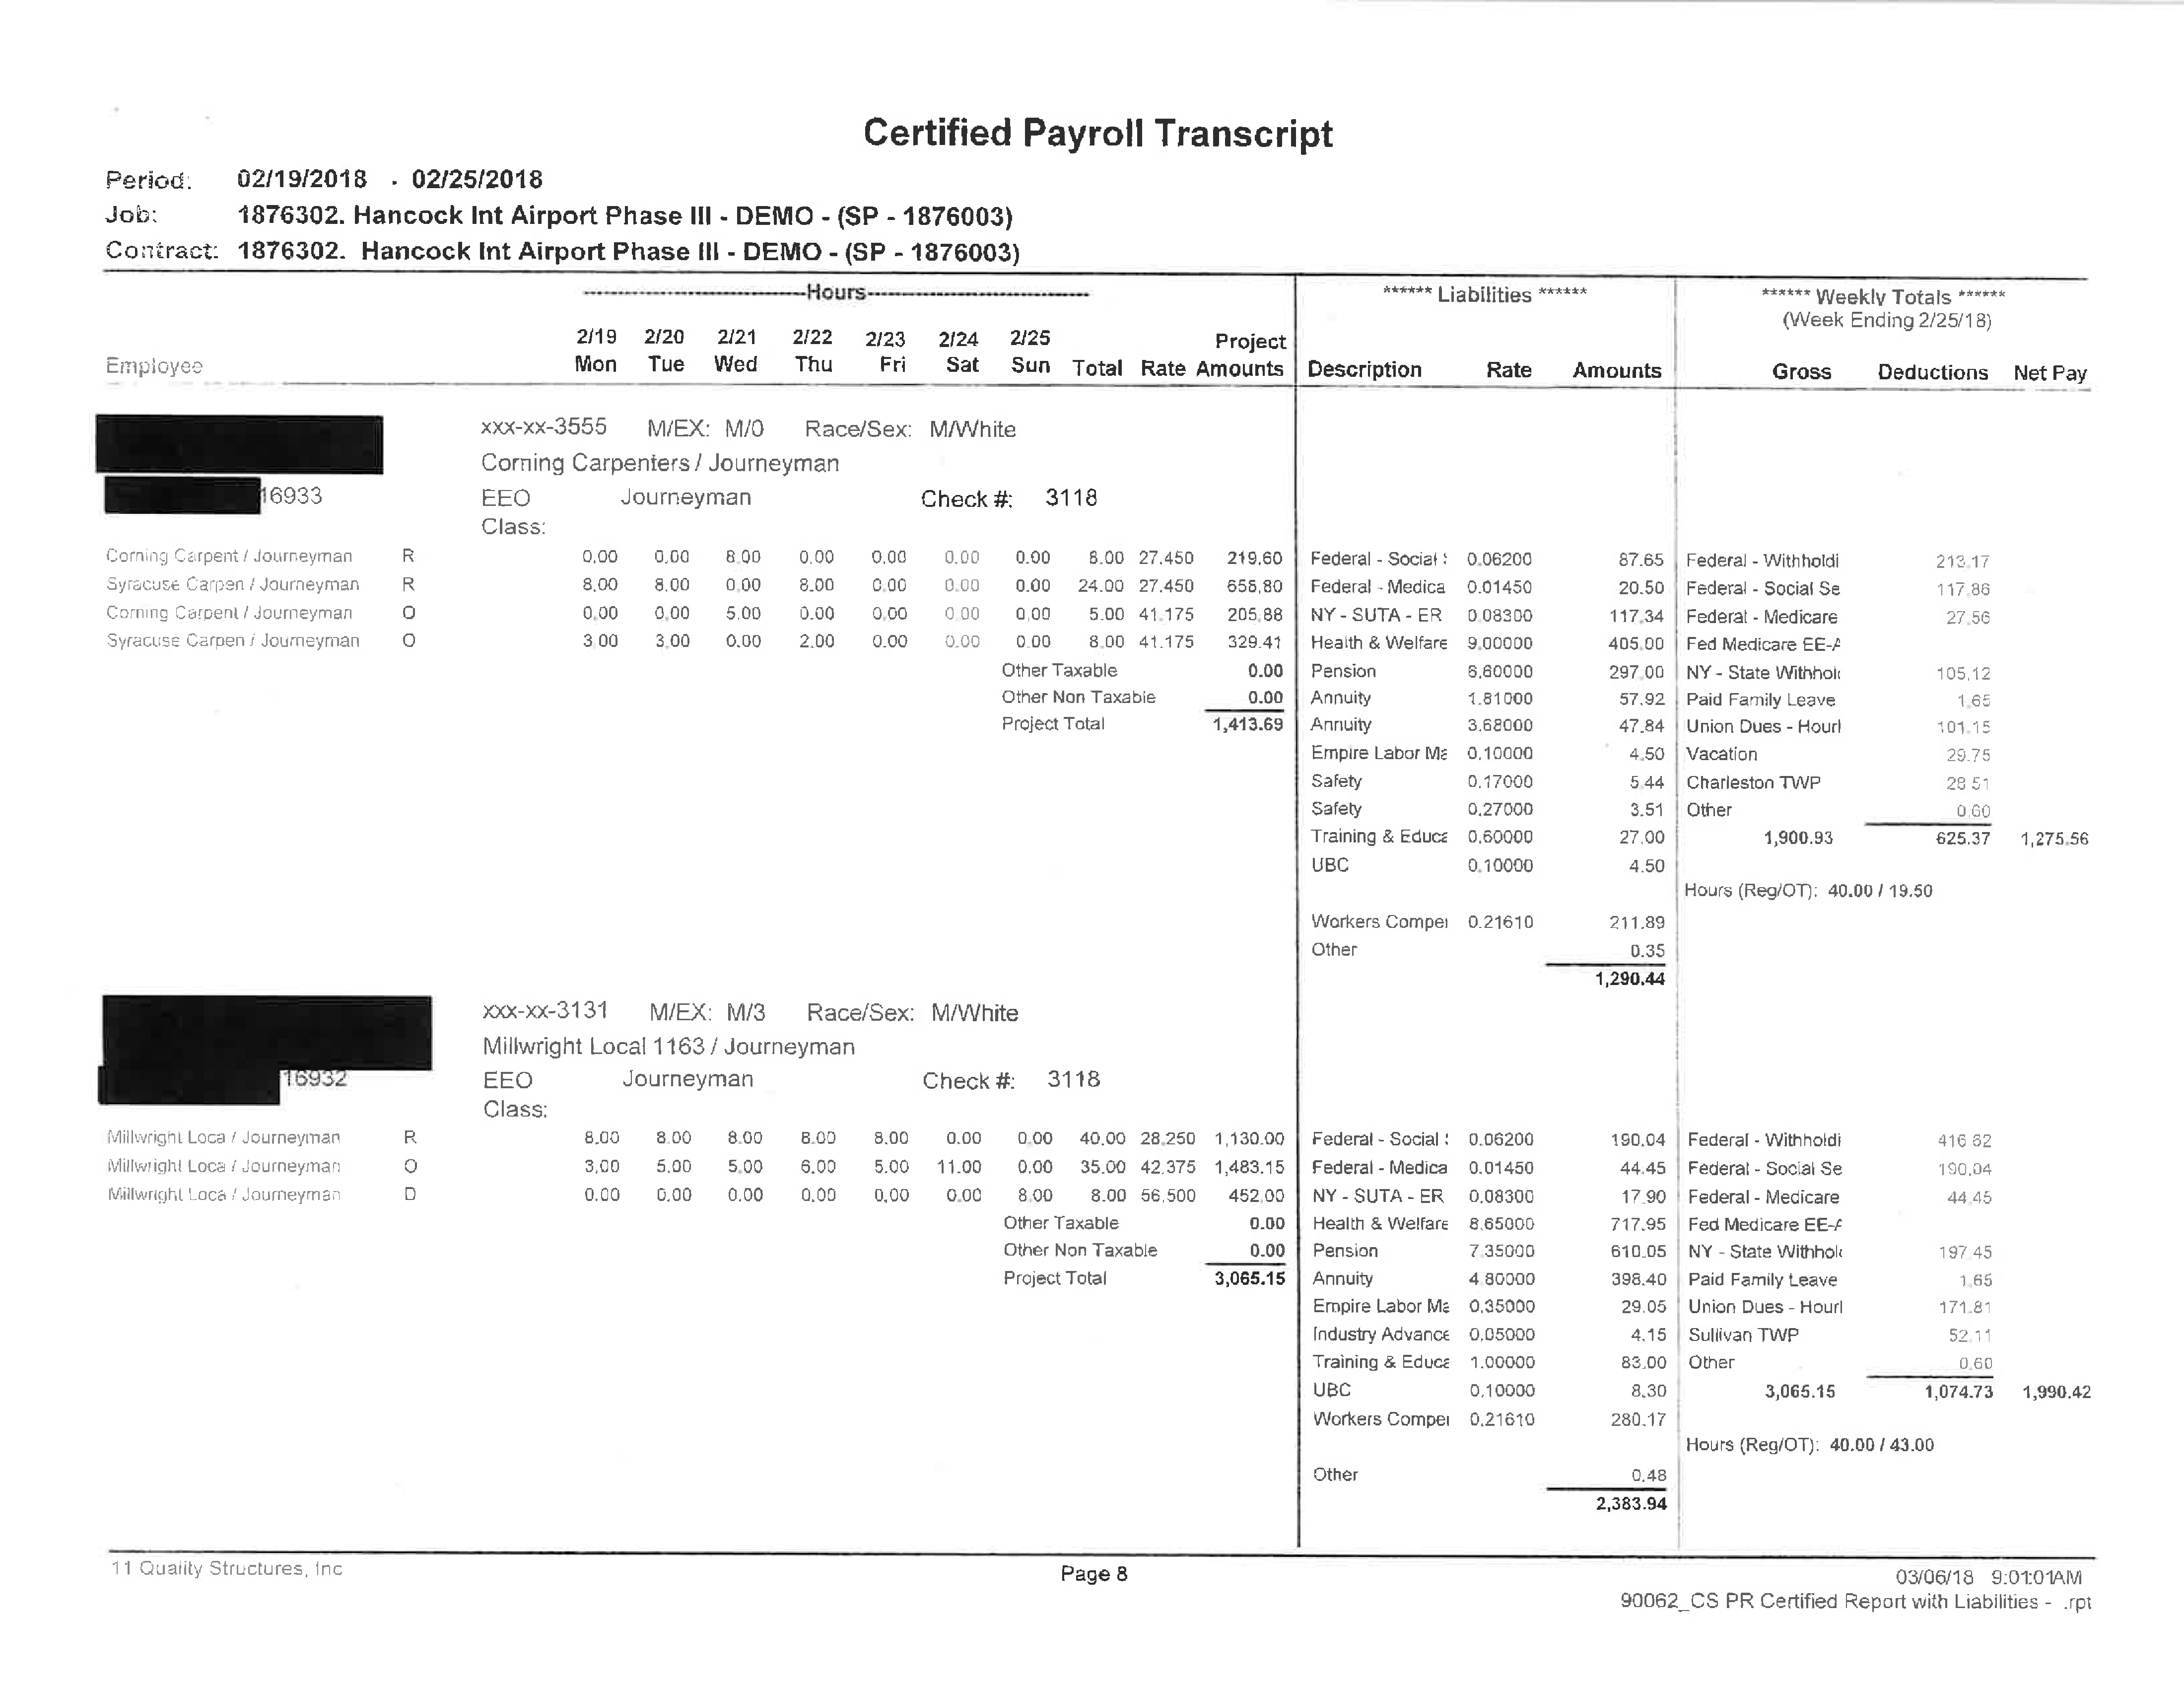 Certified Payroll Transcript
Period: 02/19/2018 - 02/25/2018
Job: 1876302. Hancock Int Airport Phase III - DEMO - (SP - 1876003)
Contract: 1876302. Hancock Int Airport Phase III - DEMO - (SP - 1876003)
Hours
****** Liabilities ******
****** Weekly Totals ******
(Week Ending 2/25/18)
2/19 2/20 2/21 2/22 2/23 2/24 2/25 Project
Employee Mon Tue Wed Thu Fri Sat Sun Total Rate Amounts Description Rate Amounts Gross Deductions Net Pay
xxx-xx-3555 M/EX: M/0 Race/Sex: M/White
Corning Carpenters / Journeyman
16933 EEO Journeyman Check #: 3118
Class:
Corning Carpent / Journeyman R 0.00 0.00 8.00 0.00 0.00 0.00 0.00 8.00 27.450 219.60 Federal - Social 0.06200 87.65 Federal - Withholdi 213.17
Syracuse Carpen / Journeyman R 8.00 8.00 0.00 8.00 0.00 0.00 0.00 24.00 27.450 658.80 Federal - Medica 0.01450 20.50 Federal - Social Se 117.86
Corning Carpent / Journeyman O 0.00 0.00 5.00 0.00 0.00 0.00 0.00 5.00 41.175 205.88 NY - SUTA - ER 0.08300 117.34 Federal - Medicare 27.56
Syracuse Carpen / Journeyman O 3.00 3.00 0.00 2.00 0.00 0.00 0.00 8.00 41.175 329.41 Health & Welfare 9.00000 405.00 Fed Medicare EE-A
Other Taxable 0.00 Pension 6.60000 297.00 NY - State Withhol 105.12
Other Non Taxable 0.00 Annuity 1.81000 57.92 Paid Family Leave 1.65
Project Total 1,413.69 Annuity 3.68000 47.84 Union Dues - Hourl 101.15
Empire Labor Ma 0.10000 4.50 Vacation 29.75
Safety 0.17000 5.44 Charleston TWP 28.51
Safety 0.27000 3.51 Other 0.60
Training & Educa 0.60000 27.00 1,900.93 625.37 1,275.56
UBC 0.10000 4.50
Hours (Reg/OT): 40.00 / 19.50
Workers Compe 0.21610 211.89
Other 0.35
1,290.44
xxx-xx-3131 M/EX: M/3 Race/Sex: M/White
Millwright Local 1163 / Journeyman
16932 EEO Journeyman Check #: 3118
Class:
Millwright Loca / Journeyman R 8.00 8.00 8.00 8.00 8.00 0.00 0.00 40.00 28.250 1,130.00 Federal - Social 0.06200 190.04 Federal - Withholdi 416.62
Millwright Loca / Journeyman O 3.00 5.00 5.00 6.00 5.00 11.00 0.00 35.00 42.375 1,483.15 Federal - Medica 0.01450 44.45 Federal - Social Se 190.04
Millwright Loca / Journeyman D 0.00 0.00 0.00 0.00 0.00 0.00 8.00 8.00 56.500 452.00 NY - SUTA - ER 0.08300 17.90 Federal - Medicare 44.45
Other Taxable 0.00 Health & Welfare 8.65000 717.95 Fed Medicare EE-A
Other Non Taxable 0.00 Pension 7.35000 610.05 NY - State Withhol 197.45
Project Total 3,065.15 Annuity 4.80000 398.40 Paid Family Leave 1.65
Empire Labor Ma 0.35000 29.05 Union Dues - Hourl 171.81
Industry Advance 0.05000 4.15 Sullivan TWP 52.11
Training & Educa 1.00000 83.00 Other 0.60
UBC 0.10000 8.30 3,065.15 1,074.73 1,990.42
Workers Compe 0.21610 280.17
Hours (Reg/OT): 40.00 / 43.00
Other 0.48
2,383.94
11 Quality Structures, Inc Page 8 03/06/18 9:01:01AM
90062_CS PR Certified Report with Liabilities - .rpt